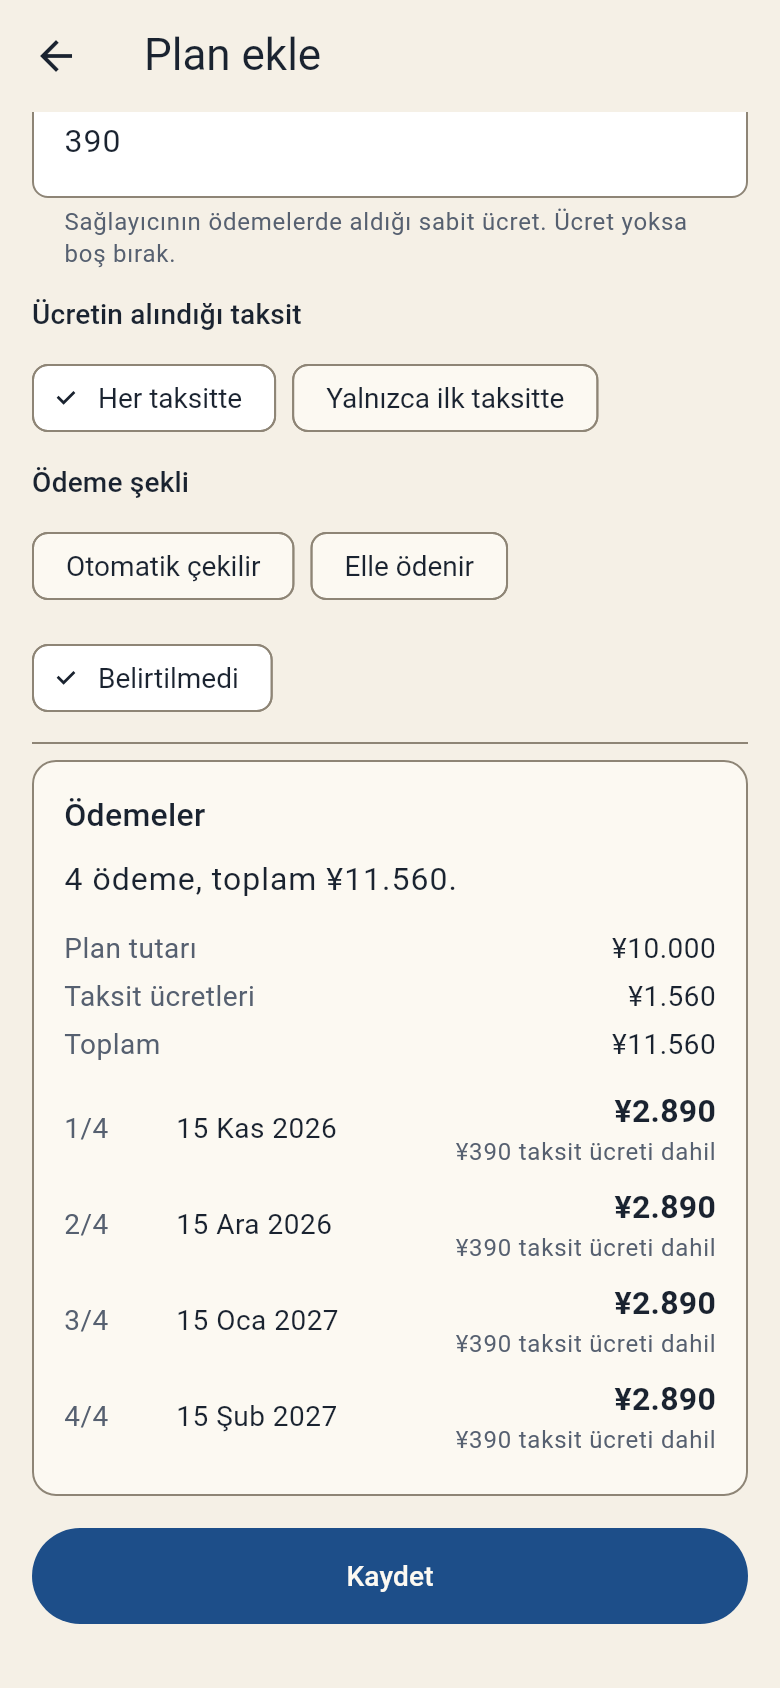 Plan ekle
390
Sağlayıcının ödemelerde aldığı sabit ücret. Ücret yoksa
boş bırak.
Ücretin alındığı taksit
Her taksitte
Yalnızca ilk taksitte
Ödeme şekli
Otomatik çekilir
Elle ödenir
Belirtilmedi
Ödemeler
4 ödeme, toplam ¥11.560.
Plan tutarı ¥10.000
Taksit ücretleri ¥1.560
Toplam ¥11.560
1/4 15 Kas 2026 ¥2.890
¥390 taksit ücreti dahil
2/4 15 Ara 2026 ¥2.890
¥390 taksit ücreti dahil
3/4 15 Oca 2027 ¥2.890
¥390 taksit ücreti dahil
4/4 15 Şub 2027 ¥2.890
¥390 taksit ücreti dahil
Kaydet